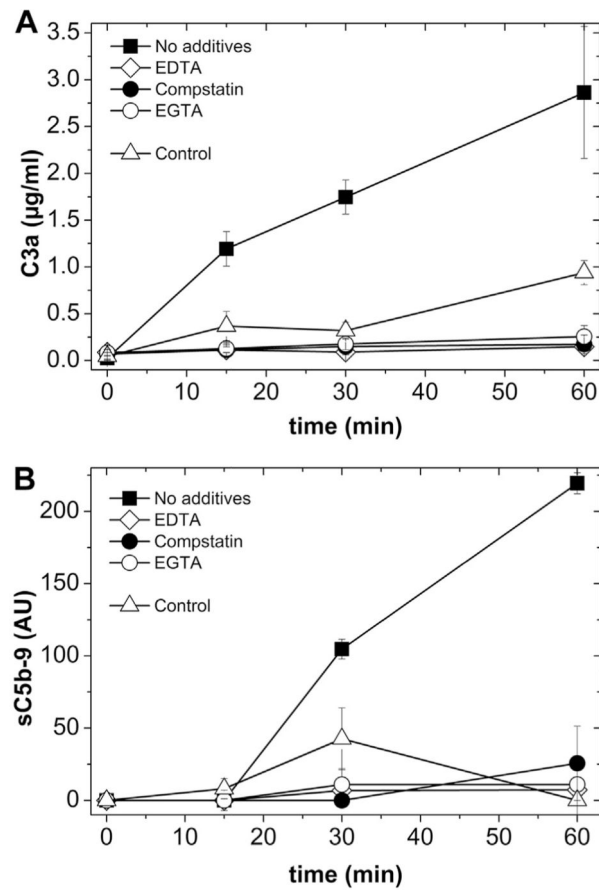 A
3.5
3.0
2.5
2.0
1.5
1.0
0.5
0.0
C3a (µg/ml)
No additives
EDTA
Compstatin
EGTA
Control
0 10 20 30 40 50 60
time (min)
B
200
150
100
50
0
sC5b-9 (AU)
No additives
EDTA
Compstatin
EGTA
Control
0 10 20 30 40 50 60
time (min)